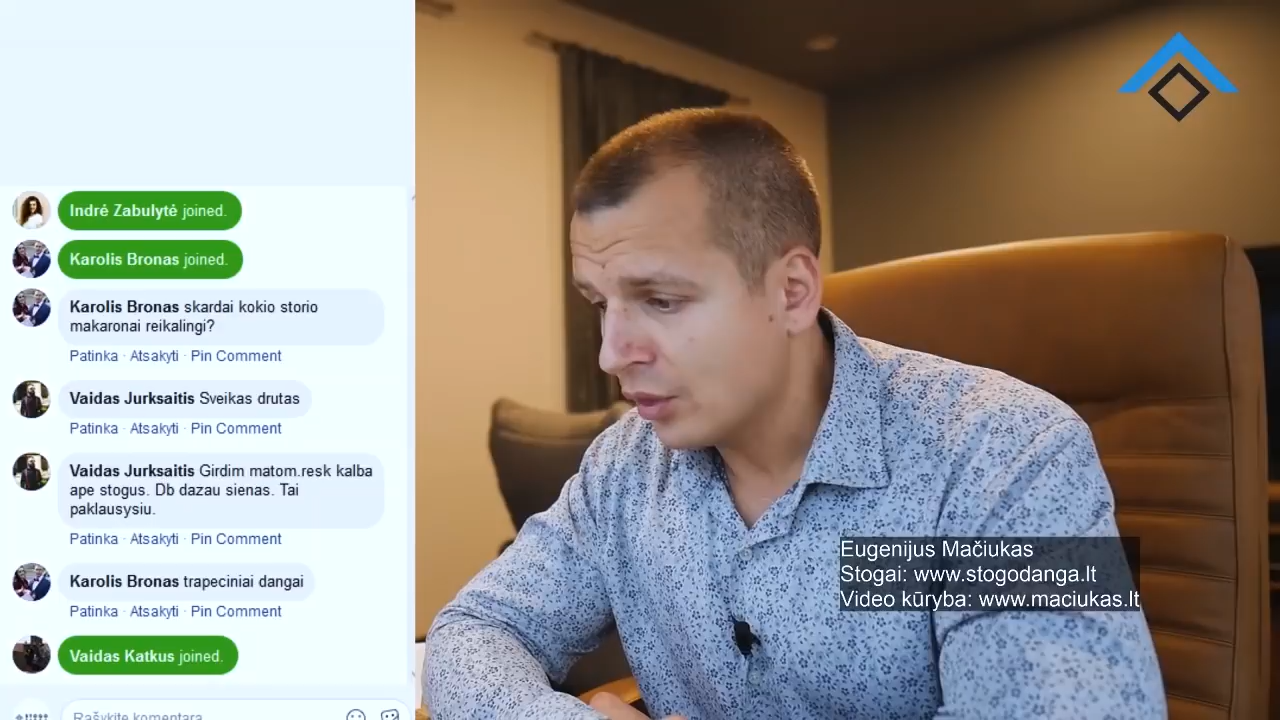 Indrė Zabulytė joined.
Karolis Bronas joined.
Karolis Bronas skardai kokio storio
makaronai reikalingi?
Patinka · Atsakyti · Pin Comment
Vaidas Jurksaitis Sveikas drutas
Patinka · Atsakyti · Pin Comment
Vaidas Jurksaitis Girdim matom.resk kalba
ape stogus. Db dazau sienas. Tai
paklausysiu.
Patinka · Atsakyti · Pin Comment
Karolis Bronas trapeciniai dangai
Patinka · Atsakyti · Pin Comment
Vaidas Katkus joined.
Rašykite komentarą
Eugenijus Mačiukas
Stogai: www.stogodanga.lt
Video kūryba: www.maciukas.lt